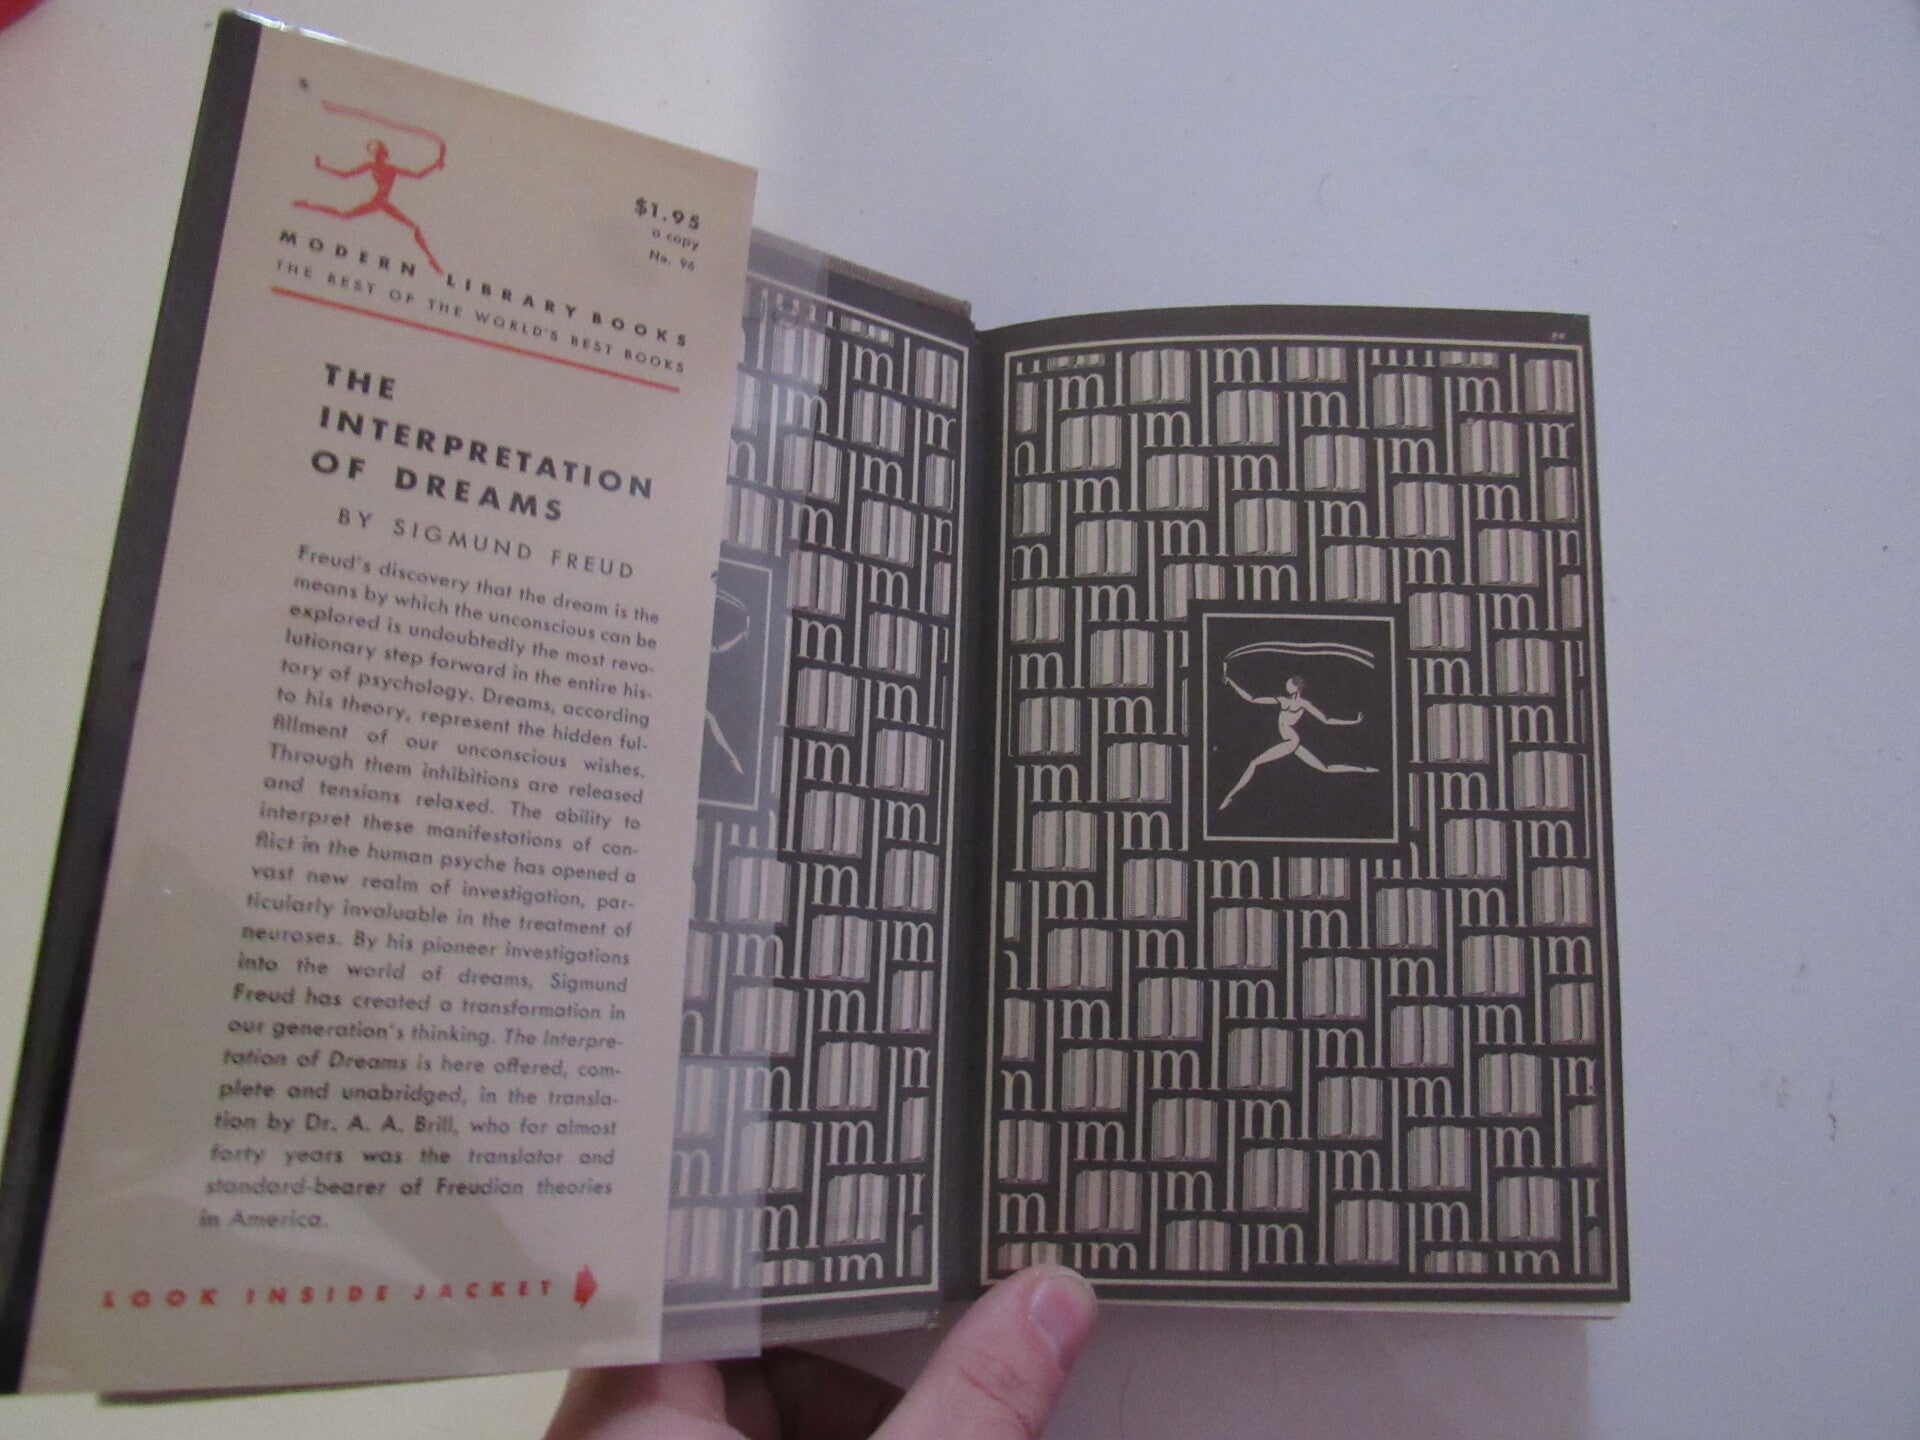 $1.95
a copy
No. 96
MODERN LIBRARY BOOKS
THE BEST OF THE WORLD'S BEST BOOKS
THE
INTERPRETATION
OF DREAMS
BY SIGMUND FREUD
Freud's discovery that the dream is the
means by which the unconscious can be
explored is undoubtedly the most revo-
lutionary step forward in the entire his-
tory of psychology. Dreams, according
to his theory, represent the hidden ful-
fillment of our unconscious wishes.
Through them inhibitions are released
and tensions relaxed. The ability to
interpret these manifestations of con-
flict in the human psyche has opened a
vast new realm of investigation, par-
ticularly invaluable in the treatment of
neuroses. By his pioneer investigations
into the world of dreams, Sigmund
Freud has created a transformation in
our generation's thinking. The Interpre-
tation of Dreams is here offered, com-
plete and unabridged, in the transla-
tion by Dr. A. A. Brill, who for almost
forty years was the translator and
standard-bearer of Freudian theories
in America.
LOOK INSIDE JACKET